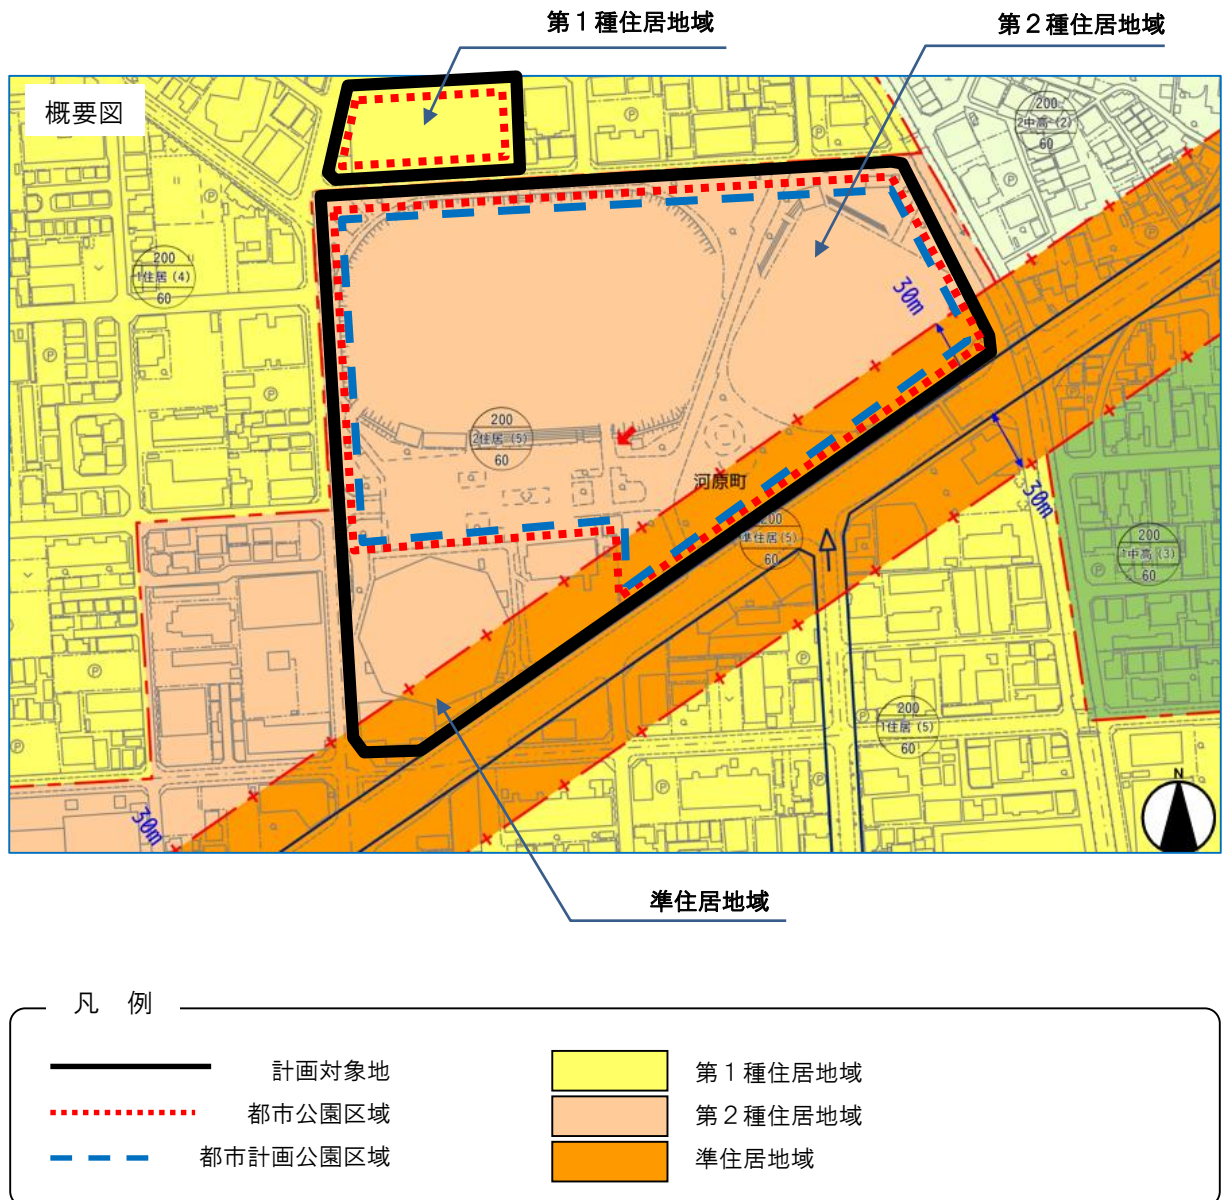 第１種住居地域
第２種住居地域
概要図
200
2中高(2)
60
200
1住居(4)
60
30m
200
2住居(5)
60
河原町
200
準住居(5)
60
30m
200
1中高(3)
60
200
1住居(5)
60
30m
N
準住居地域
凡　例
計画対象地
第１種住居地域
都市公園区域
第２種住居地域
都市計画公園区域
準住居地域